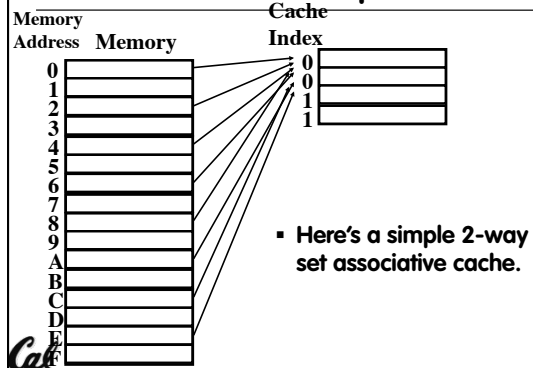 Cache
Memory
Address Memory
Index
0
1
2
3
4
5
6
7
8
9
A
B
C
D
E
F
0
0
1
1
▪ Here's a simple 2-way
set associative cache.
Cal